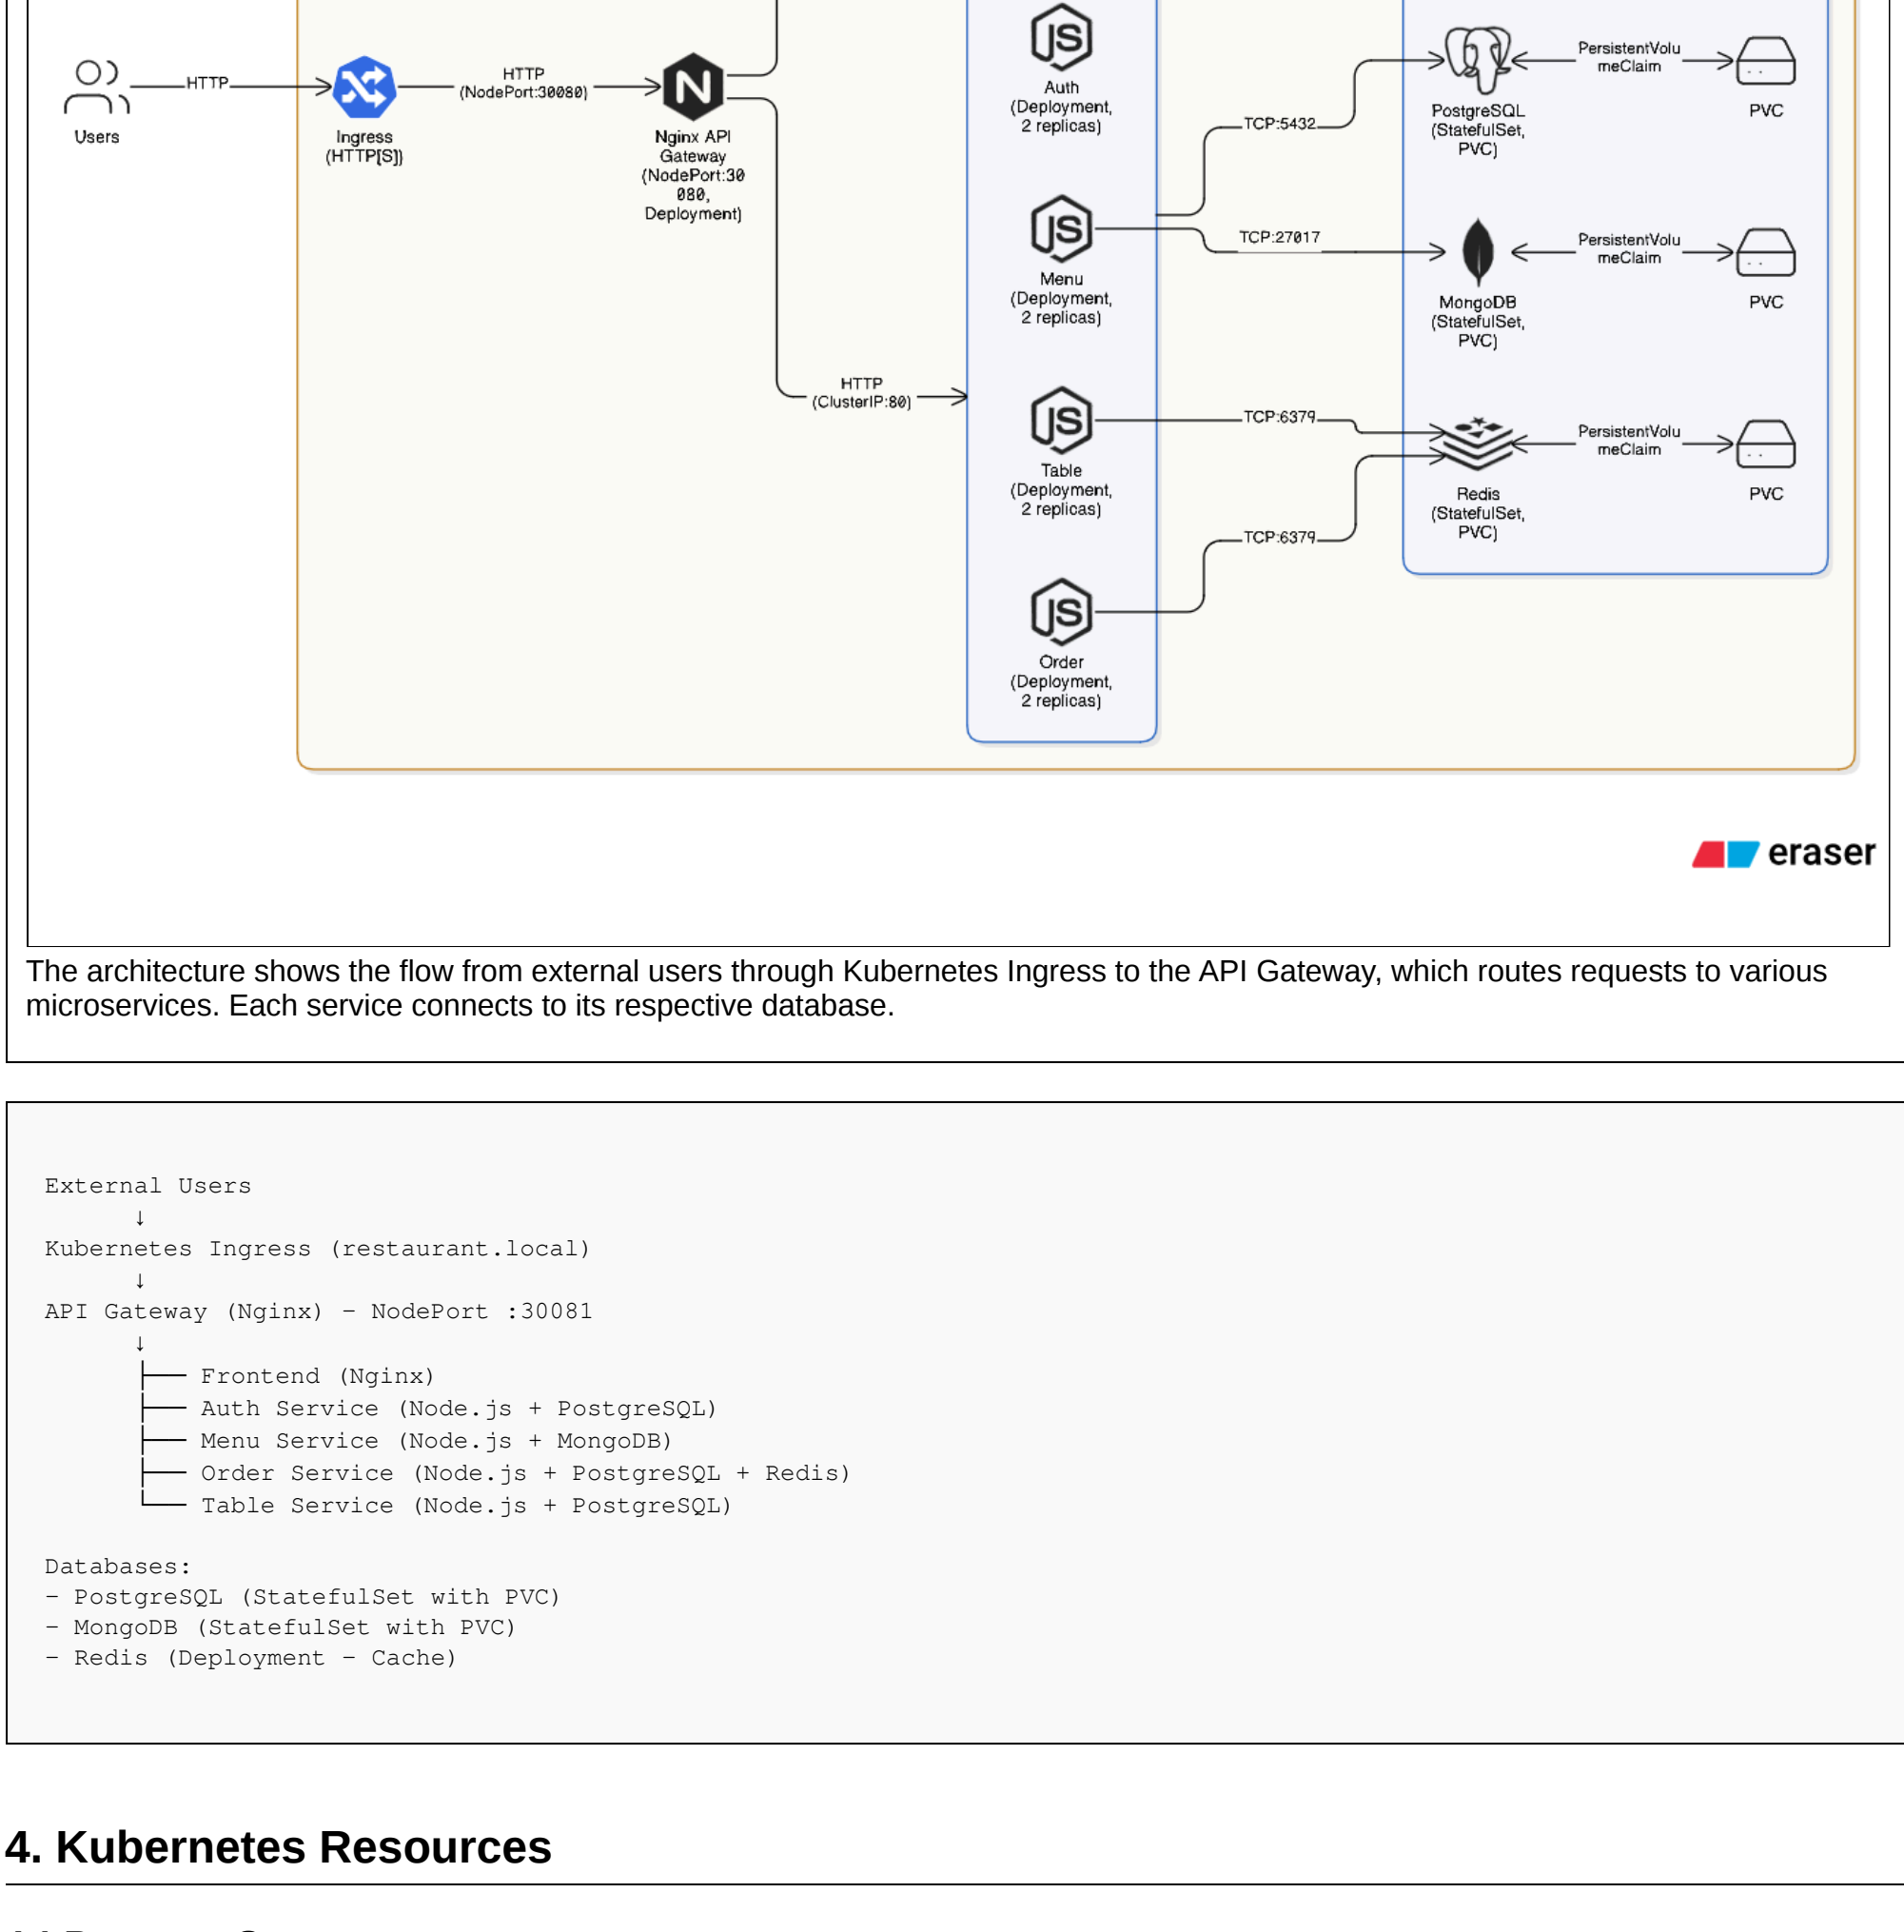 Users
HTTP
Ingress
(HTTP[S])
HTTP
(NodePort:30080)
Nginx API
Gateway
(NodePort:30
080,
Deployment)
HTTP
(ClusterIP:80)
JS
Auth
(Deployment,
2 replicas)
JS
Menu
(Deployment,
2 replicas)
JS
Table
(Deployment,
2 replicas)
JS
Order
(Deployment,
2 replicas)
TCP:5432
TCP:27017
TCP:6379
TCP:6379
PostgreSQL
(StatefulSet,
PVC)
PersistentVolu
meClaim
PVC
MongoDB
(StatefulSet,
PVC)
PersistentVolu
meClaim
PVC
Redis
(StatefulSet,
PVC)
PersistentVolu
meClaim
PVC
eraser
The architecture shows the flow from external users through Kubernetes Ingress to the API Gateway, which routes requests to various
microservices. Each service connects to its respective database.
External Users
↓
Kubernetes Ingress (restaurant.local)
↓
API Gateway (Nginx) - NodePort :30081
↓
├── Frontend (Nginx)
├── Auth Service (Node.js + PostgreSQL)
├── Menu Service (Node.js + MongoDB)
├── Order Service (Node.js + PostgreSQL + Redis)
└── Table Service (Node.js + PostgreSQL)
Databases:
- PostgreSQL (StatefulSet with PVC)
- MongoDB (StatefulSet with PVC)
- Redis (Deployment - Cache)
4. Kubernetes Resources